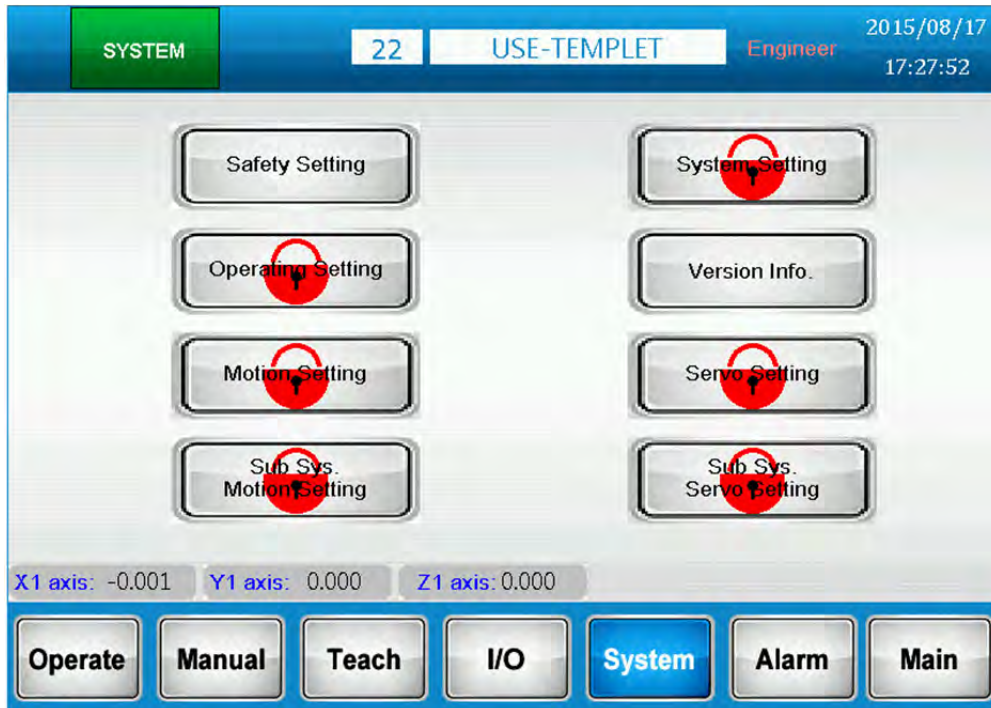 SYSTEM
22
USE-TEMPLET
Engineer
2015/08/17
17:27:52
Safety Setting
System Setting
Operating Setting
Version Info.
Motion Setting
Servo Setting
Sub Sys.
Motion Setting
Sub Sys.
Servo Setting
X1 axis: -0.001
Y1 axis: 0.000
Z1 axis: 0.000
Operate
Manual
Teach
I/O
System
Alarm
Main